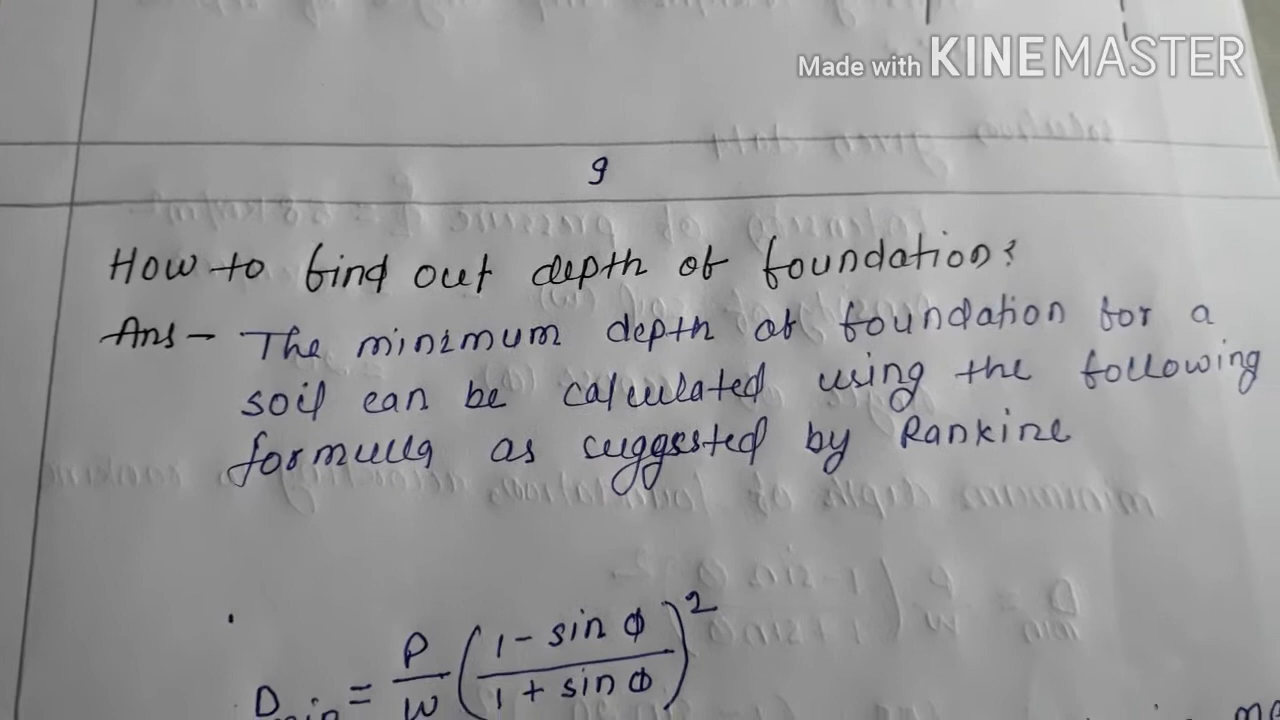 Made with KINEMASTER
9
How to find out depth of foundation?
Ans - The minimum depth of foundation for a
soil can be calculated using the following
formula as suggested by Rankine
D min = P/W (1 - sin ϕ / 1 + sin ϕ)²